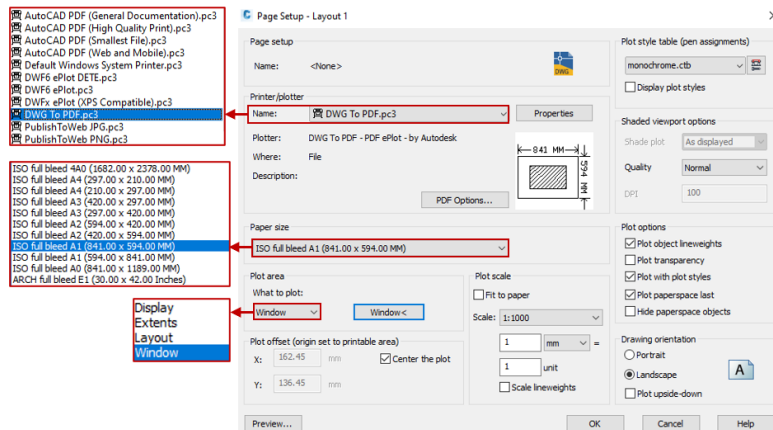 AutoCAD PDF (General Documentation).pc3
AutoCAD PDF (High Quality Print).pc3
AutoCAD PDF (Smallest File).pc3
AutoCAD PDF (Web and Mobile).pc3
Default Windows System Printer.pc3
DWF6 ePlot DETE.pc3
DWF6 ePlot.pc3
DWFx ePlot (XPS Compatible).pc3
DWG To PDF.pc3
PublishToWeb JPG.pc3
PublishToWeb PNG.pc3
ISO full bleed 4A0 (1682.00 x 2378.00 MM)
ISO full bleed A4 (297.00 x 210.00 MM)
ISO full bleed A4 (210.00 x 297.00 MM)
ISO full bleed A3 (420.00 x 297.00 MM)
ISO full bleed A3 (297.00 x 420.00 MM)
ISO full bleed A2 (594.00 x 420.00 MM)
ISO full bleed A2 (420.00 x 594.00 MM)
ISO full bleed A1 (841.00 x 594.00 MM)
ISO full bleed A1 (594.00 x 841.00 MM)
ISO full bleed A0 (841.00 x 1189.00 MM)
ARCH full bleed E1 (30.00 x 42.00 Inches)
Display
Extents
Layout
Window
Page Setup - Layout 1
Page setup
Name: <None>
DWG
Printer/plotter
Name: DWG To PDF.pc3
Properties
Plotter: DWG To PDF - PDF ePlot - by Autodesk
Where: File
Description:
841 MM
594 MM
PDF Options...
Paper size
ISO full bleed A1 (841.00 x 594.00 MM)
Plot area
What to plot:
Window
Window<
Plot offset (origin set to printable area)
X: 162.45 mm
Center the plot
Y: 136.45 mm
Plot scale
Fit to paper
Scale: 1:1000
1 mm =
1 unit
Scale lineweights
Plot style table (pen assignments)
monochrome.ctb
Display plot styles
Shaded viewport options
Shade plot As displayed
Quality Normal
DPI 100
Plot options
Plot object lineweights
Plot transparency
Plot with plot styles
Plot paperspace last
Hide paperspace objects
Drawing orientation
Portrait
Landscape
Plot upside-down
A
Preview...
OK
Cancel
Help